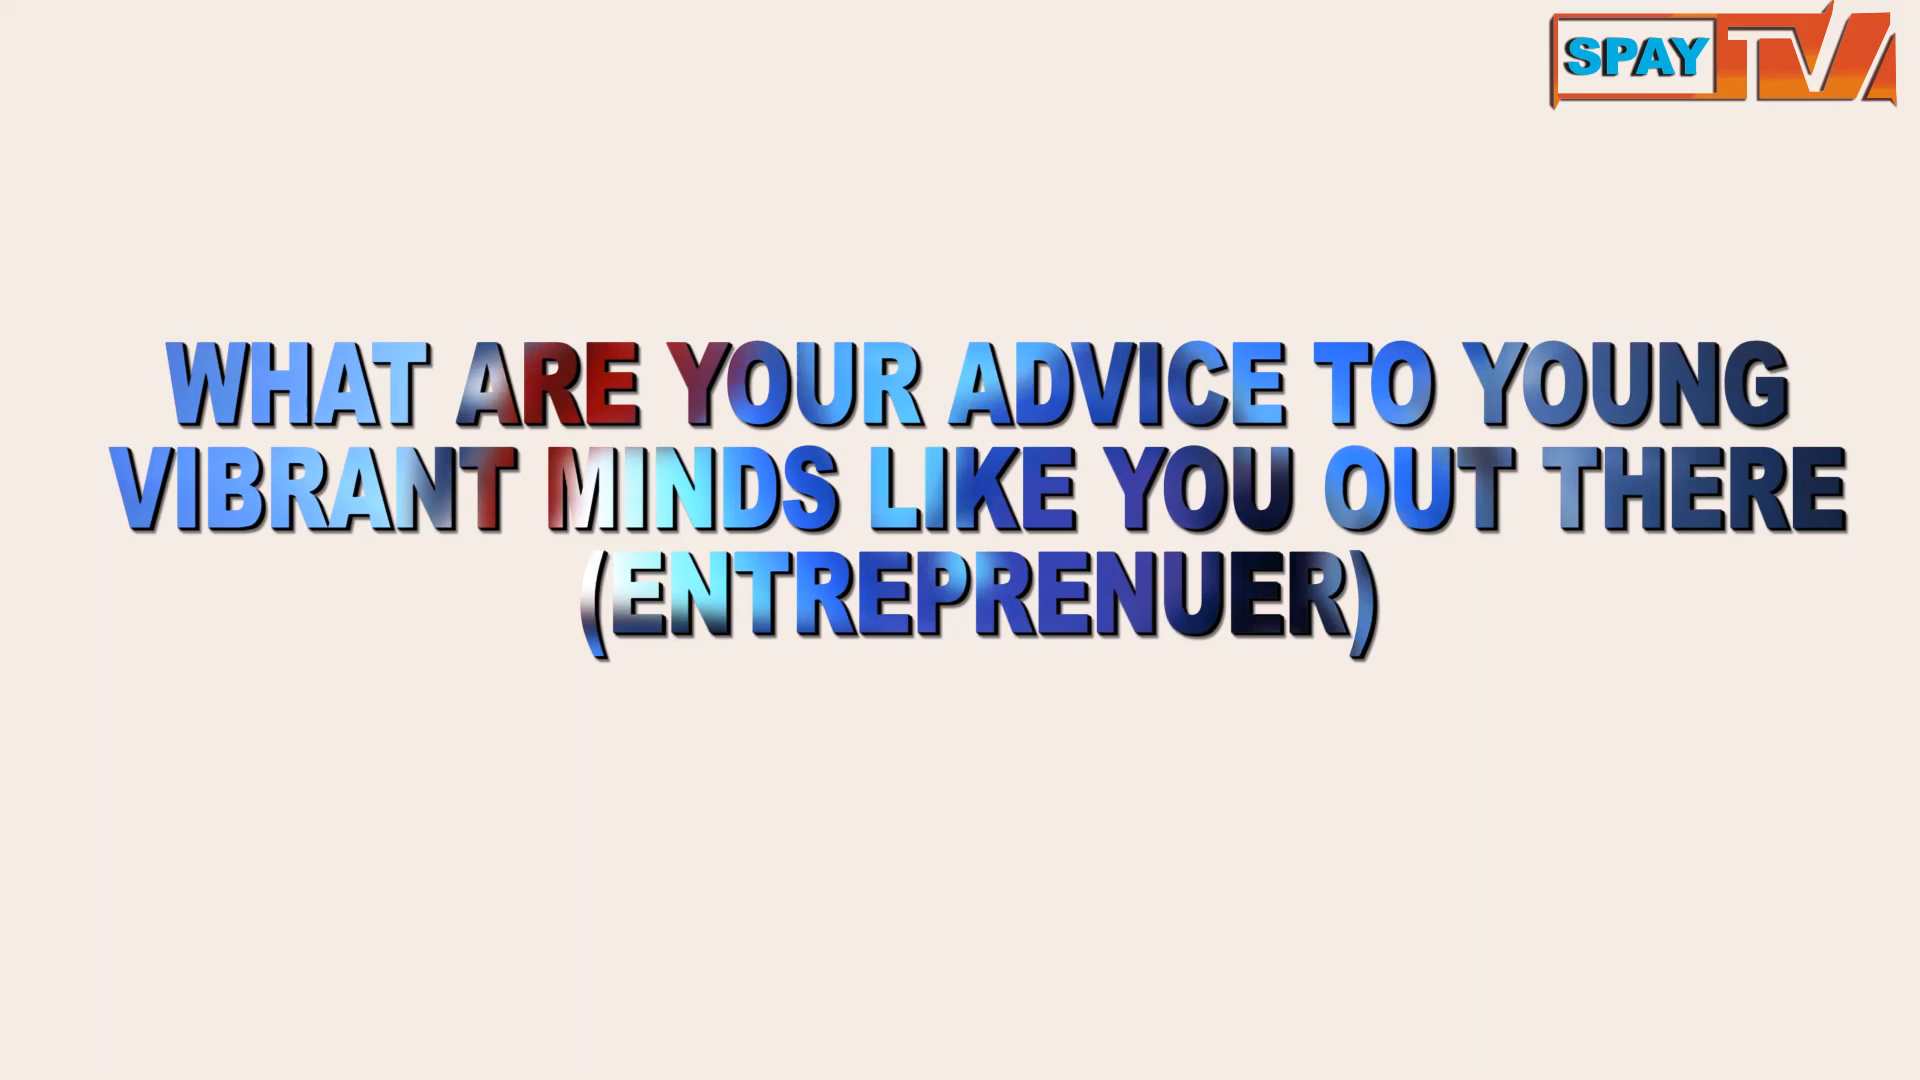 SPAY TV
WHAT ARE YOUR ADVICE TO YOUNG
VIBRANT MINDS LIKE YOU OUT THERE
(ENTREPRENUER)